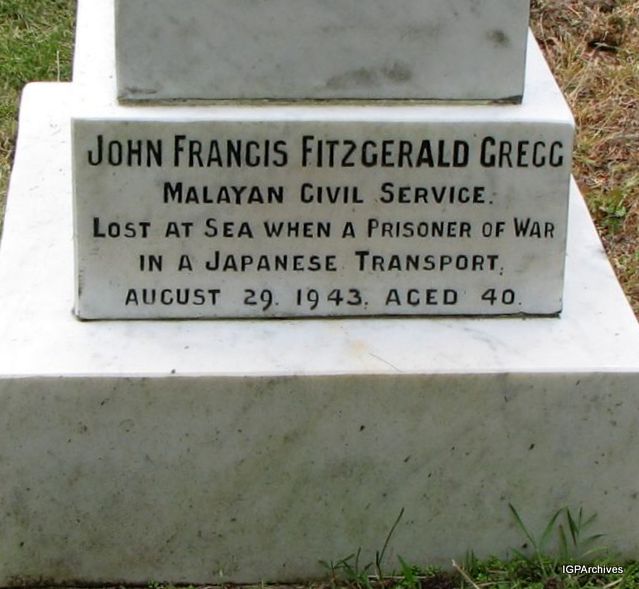 JOHN FRANCIS FITZGERALD GREGG
MALAYAN CIVIL SERVICE.
LOST AT SEA WHEN A PRISONER OF WAR
IN A JAPANESE TRANSPORT,
AUGUST 29. 1943. AGED 40.
IGPArchives